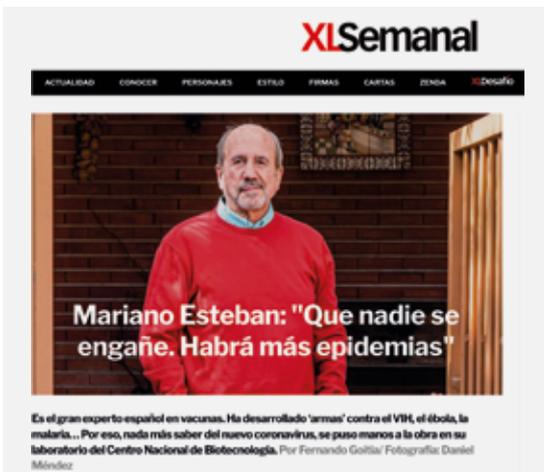 XLSemanal
ACTUALIDAD CONOCER PERSONAJES ESTILO FIRMAS CARTAS ZENDA XLDesafío
Mariano Esteban: "Que nadie se
engañe. Habrá más epidemias"
Es el gran experto español en vacunas. Ha desarrollado 'armas' contra el VIH, el ébola, la
malaria... Por eso, nada más saber del nuevo coronavirus, se puso manos a la obra en su
laboratorio del Centro Nacional de Biotecnología. Por Fernando Goitia/ Fotografía: Daniel
Méndez